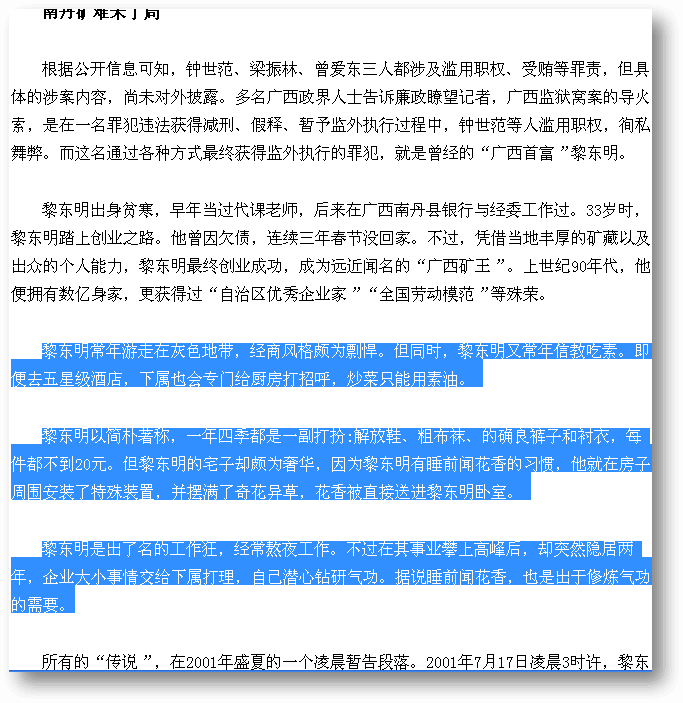 南丹矿难未了局
根据公开信息可知，钟世范、梁振林、曾爱东三人都涉及滥用职权、受贿等罪责，但具
体的涉案内容，尚未对外披露。多名广西政界人士告诉廉政瞭望记者，广西监狱窝案的导火
索，是在一名罪犯违法获得减刑、假释、暂予监外执行过程中，钟世范等人滥用职权，徇私
舞弊。而这名通过各种方式最终获得监外执行的罪犯，就是曾经的“广西首富”黎东明。
黎东明出身贫寒，早年当过代课老师，后来在广西南丹县银行与经委工作过。33岁时，
黎东明踏上创业之路。他曾因欠债，连续三年春节没回家。不过，凭借当地丰厚的矿藏以及
出众的个人能力，黎东明最终创业成功，成为远近闻名的“广西矿王”。上世纪90年代，他
便拥有数亿身家，更获得过“自治区优秀企业家”“全国劳动模范”等殊荣。
黎东明常年游走在灰色地带，经商风格颇为剽悍。但同时，黎东明又常年信教吃素。即
便去五星级酒店，下属也会专门给厨房打招呼，炒菜只能用素油。
黎东明以简朴著称，一年四季都是一副打扮:解放鞋、粗布袜、的确良裤子和衬衣，每
件都不到20元。但黎东明的宅子却颇为奢华，因为黎东明有睡前闻花香的习惯，他就在房子
周围安装了特殊装置，并摆满了奇花异草，花香被直接送进黎东明卧室。
黎东明是出了名的工作狂，经常熬夜工作。不过在其事业攀上高峰后，却突然隐居两
年，企业大小事情交给下属打理，自己潜心钻研气功。据说睡前闻花香，也是出于修炼气功
的需要。
所有的“传说”，在2001年盛夏的一个凌晨暂告段落。2001年7月17日凌晨3时许，黎东